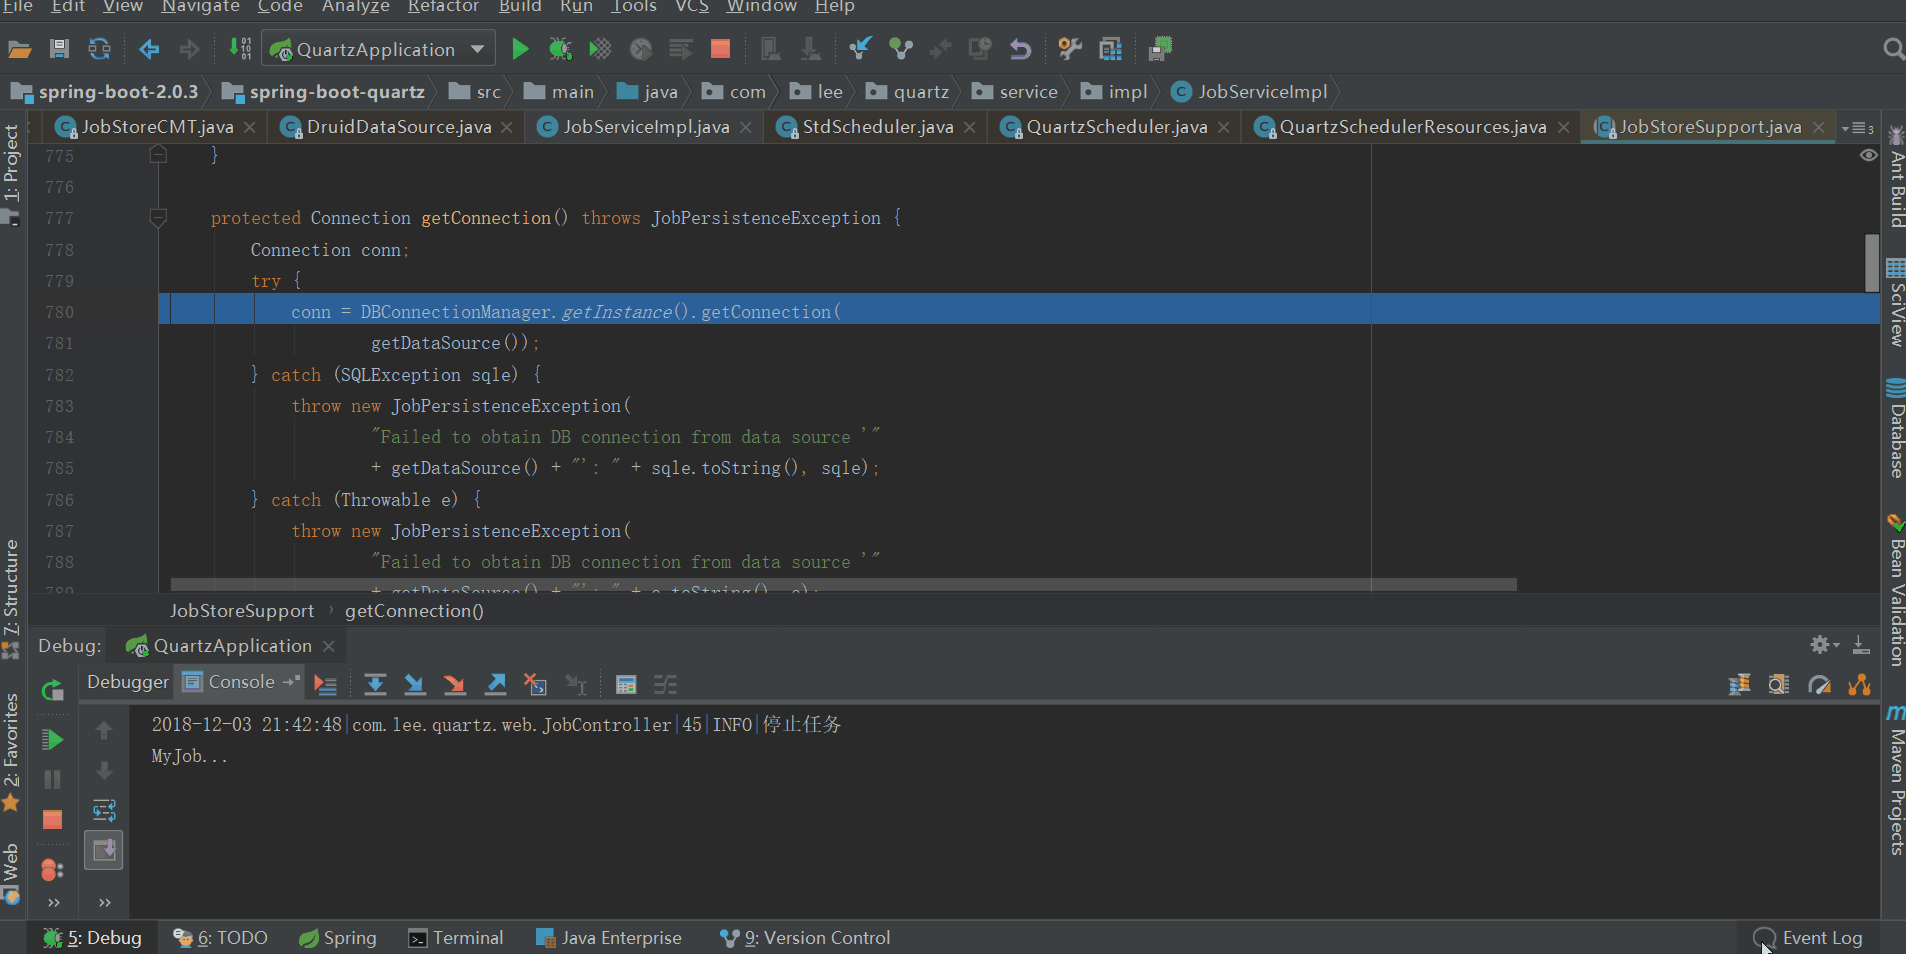 File Edit View Navigate Code Analyze Refactor Build Run Tools VCS Window Help
QuartzApplication
spring-boot-2.0.3 spring-boot-quartz src main java com lee quartz service impl JobServiceImpl
JobStoreCMT.java DruidDataSource.java JobServiceImpl.java StdScheduler.java QuartzScheduler.java QuartzSchedulerResources.java JobStoreSupport.java
775 }
776
777 protected Connection getConnection() throws JobPersistenceException {
778 Connection conn;
779 try {
780 conn = DBConnectionManager.getInstance().getConnection(
781 getDataSource());
782 } catch (SQLException sqle) {
783 throw new JobPersistenceException(
784 "Failed to obtain DB connection from data source '"
785 + getDataSource() + "': " + sqle.toString(), sqle);
786 } catch (Throwable e) {
787 throw new JobPersistenceException(
788 "Failed to obtain DB connection from data source '"
789 + getDataSource() + "': " + e.toString(), e);
JobStoreSupport › getConnection()
Debug: QuartzApplication
Debugger Console
2018-12-03 21:42:48|com.lee.quartz.web.JobController|45|INFO|停止任务
MyJob...
5: Debug 6: TODO Spring Terminal Java Enterprise 9: Version Control Event Log
1: Project
7: Structure
2: Favorites
Web
Ant Build
SciView
Database
Bean Validation
Maven Projects